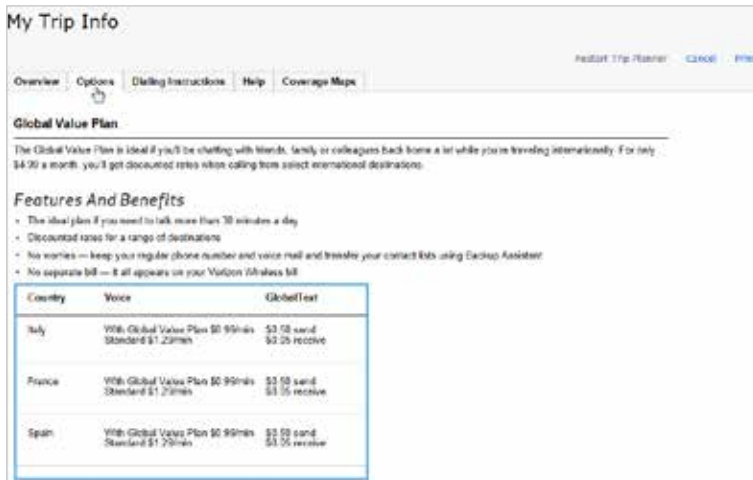 My Trip Info
Restart Trip Planner Cancel
Overview Options Dialing Instructions Help Coverage Maps
Global Value Plan
The Global Value Plan is ideal if you'll be chatting with friends, family or colleagues back home a lot while you're traveling internationally. For only
$4.99 a month, you'll get discounted rates when calling from select international destinations.
Features And Benefits
• The ideal plan if you need to talk more than 30 minutes a day
• Discounted rates for a range of destinations
• No worries — keep your regular phone number and voice mail and transfer your contact lists using Backup Assistant
• No separate bill — it all appears on your Verizon Wireless bill
Country Voice GlobalText
Italy With Global Value Plan $0.99/min $0.50 send
Standard $1.29/min $0.05 receive
France With Global Value Plan $0.99/min $0.50 send
Standard $1.29/min $0.05 receive
Spain With Global Value Plan $0.99/min $0.50 send
Standard $1.29/min $0.05 receive